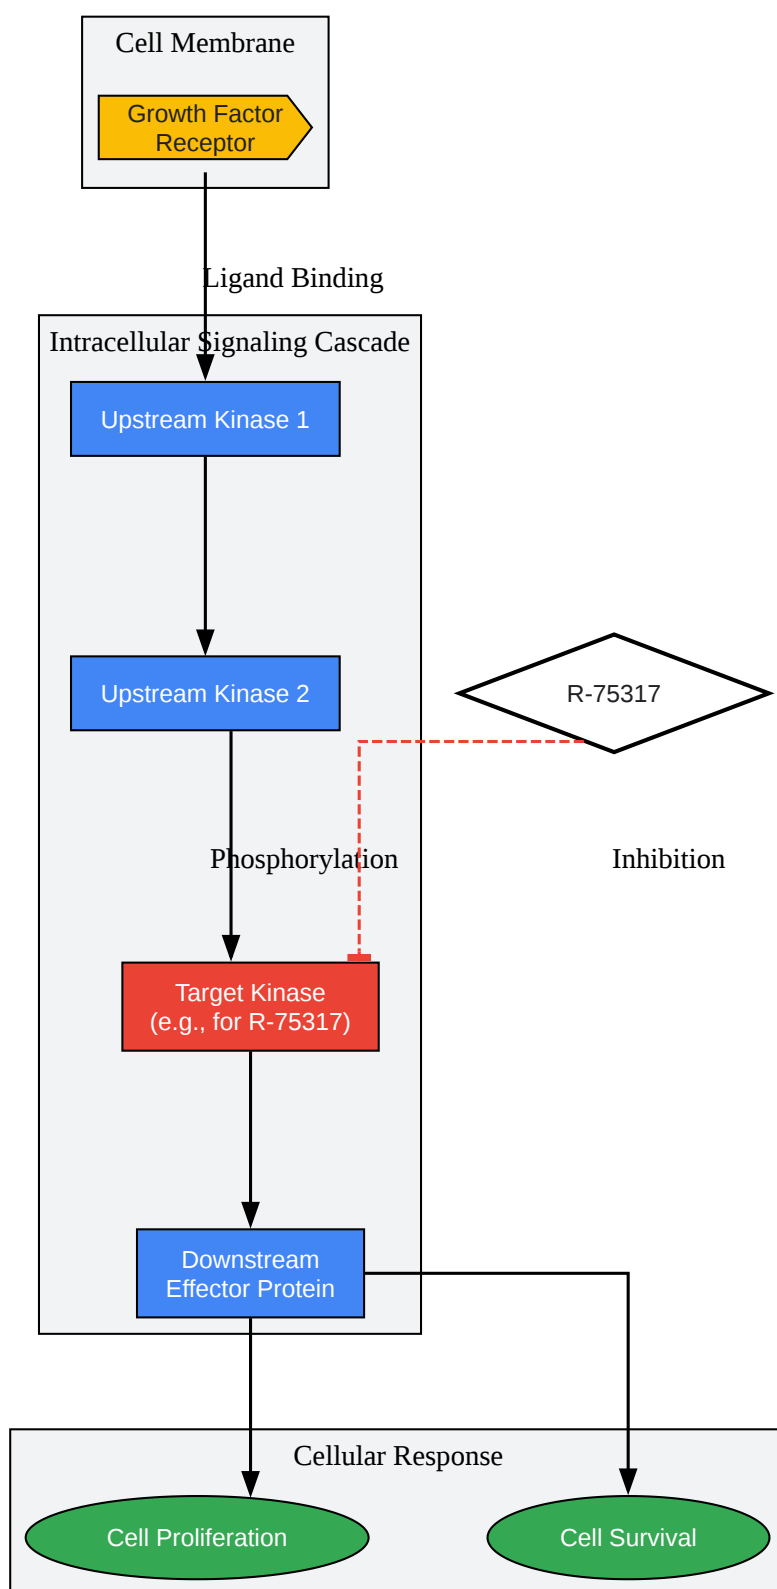 Cell Membrane
Growth Factor
Receptor
Ligand Binding
Intracellular Signaling Cascade
Upstream Kinase 1
Upstream Kinase 2
R-75317
Phosphorylation
Inhibition
Target Kinase
(e.g., for R-75317)
Downstream
Effector Protein
Cellular Response
Cell Proliferation
Cell Survival